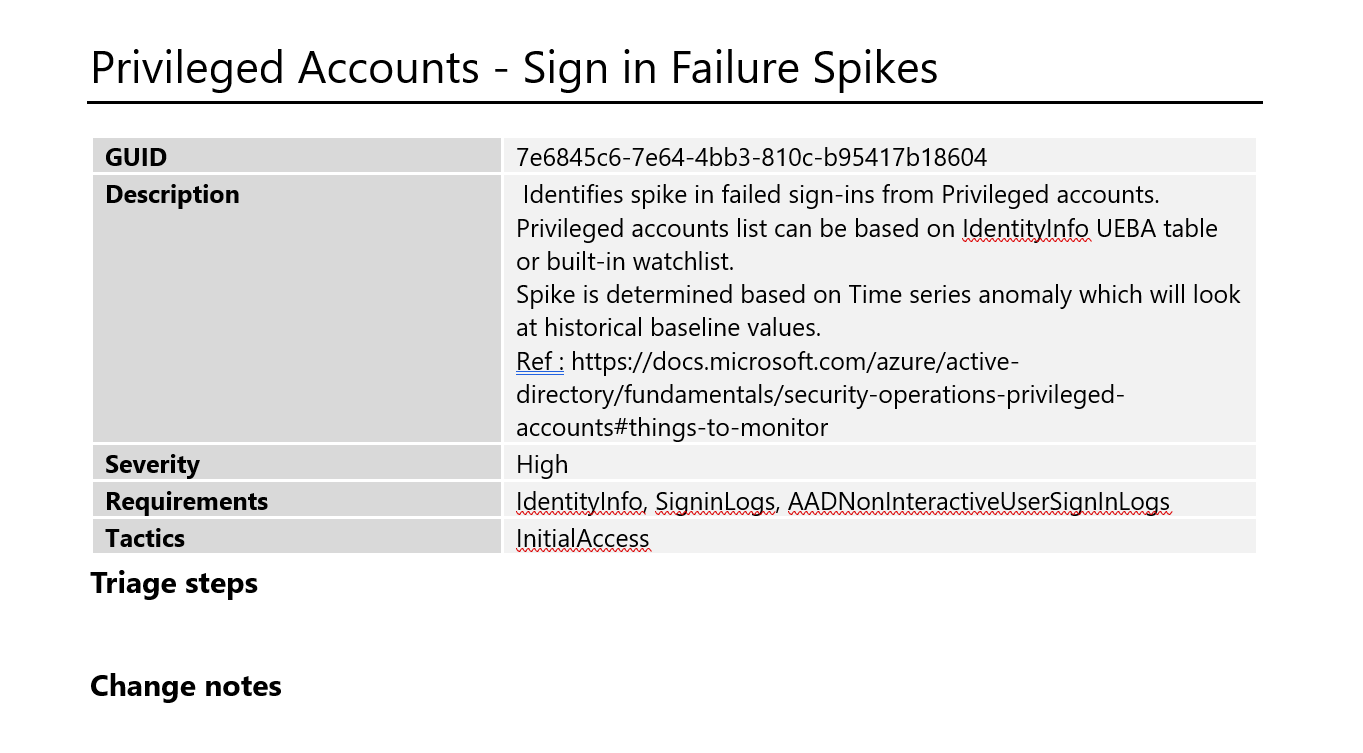 Privileged Accounts - Sign in Failure Spikes
GUID
7e6845c6-7e64-4bb3-810c-b95417b18604
Description
Identifies spike in failed sign-ins from Privileged accounts.
Privileged accounts list can be based on IdentityInfo UEBA table
or built-in watchlist.
Spike is determined based on Time series anomaly which will look
at historical baseline values.
Ref : https://docs.microsoft.com/azure/active-
directory/fundamentals/security-operations-privileged-
accounts#things-to-monitor
Severity
High
Requirements
IdentityInfo, SigninLogs, AADNonInteractiveUserSignInLogs
Tactics
InitialAccess
Triage steps
Change notes